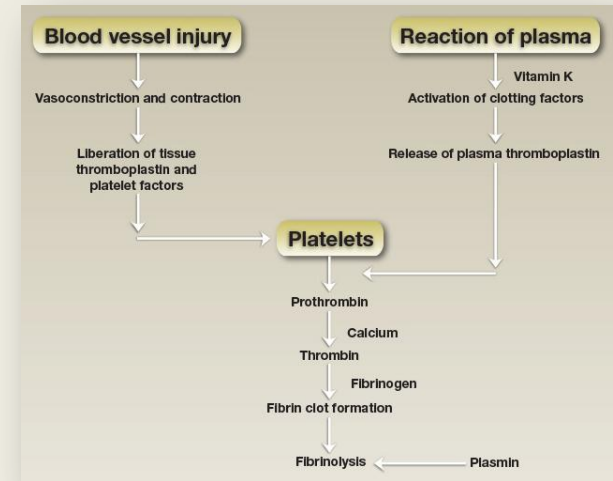 Blood vessel injury
Vasoconstriction and contraction
Liberation of tissue
thromboplastin and
platelet factors
Reaction of plasma
Vitamin K
Activation of clotting factors
Release of plasma thromboplastin
Platelets
Prothrombin
Calcium
Thrombin
Fibrinogen
Fibrin clot formation
Fibrinolysis
Plasmin